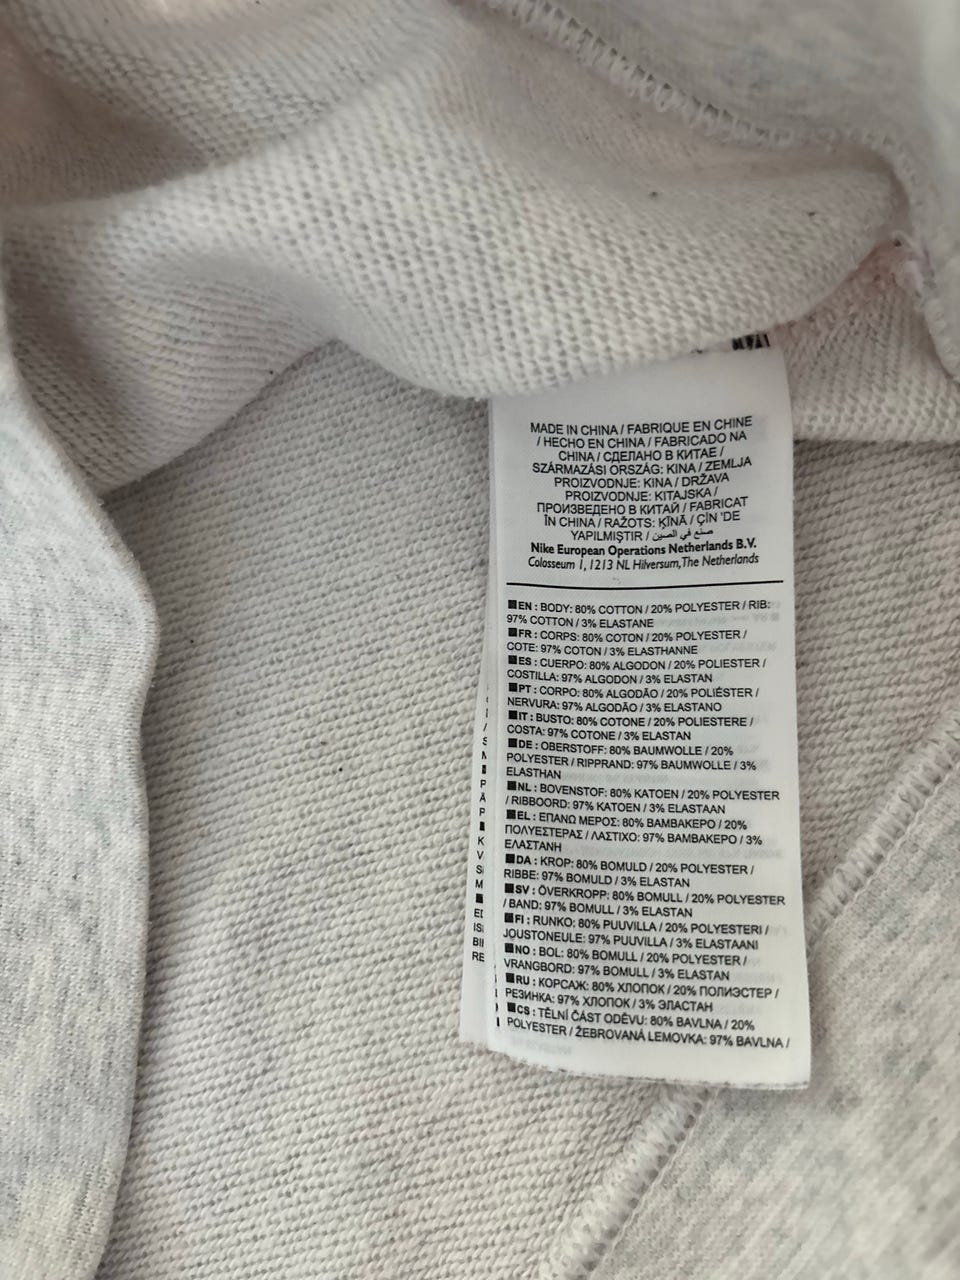 MADE IN CHINA / FABRIQUE EN CHINE
/ HECHO EN CHINA / FABRICADO NA
CHINA / СДЕЛАНО В КИТАЕ /
SZÁRMAZÁSI ORSZÁG: KINA / ZEMLJA
PROIZVODNJE: KINA / DRŽAVA
PROIZVODNJE: KITAJSKA /
ПРОИЗВЕДЕНО В КИТАЙ / FABRICAT
ÎN CHINA / RAŽOTS: ĶĪNĀ / ÇİN 'DE
YAPILMIŞTIR / صنع في الصين
Nike European Operations Netherlands B.V.
Colosseum 1, 1213 NL Hilversum, The Netherlands
EN : BODY: 80% COTTON / 20% POLYESTER / RIB:
97% COTTON / 3% ELASTANE
FR : CORPS: 80% COTON / 20% POLYESTER /
COTE: 97% COTON / 3% ELASTHANNE
ES : CUERPO: 80% ALGODON / 20% POLIESTER /
COSTILLA: 97% ALGODON / 3% ELASTAN
PT : CORPO: 80% ALGODÃO / 20% POLIÉSTER /
NERVURA: 97% ALGODÃO / 3% ELASTANO
IT : BUSTO: 80% COTONE / 20% POLIESTERE /
COSTA: 97% COTONE / 3% ELASTAN
DE : OBERSTOFF: 80% BAUMWOLLE / 20%
POLYESTER / RIPPRAND: 97% BAUMWOLLE / 3%
ELASTHAN
NL : BOVENSTOF: 80% KATOEN / 20% POLYESTER
/ RIBBOORD: 97% KATOEN / 3% ELASTAAN
EL : ΕΠΑΝΩ ΜΕΡΟΣ: 80% ΒΑΜΒΑΚΕΡΟ / 20%
ΠΟΛΥΕΣΤΕΡΑΣ / ΛΑΣΤΙΧΟ: 97% ΒΑΜΒΑΚΕΡΟ / 3%
ΕΛΑΣΤΑΝΗ
DA : KROP: 80% BOMULD / 20% POLYESTER /
RIBBE: 97% BOMULD / 3% ELASTAN
SV : ÖVERKROPP: 80% BOMULL / 20% POLYESTER
/ BAND: 97% BOMULL / 3% ELASTAN
FI : RUNKO: 80% PUUVILLA / 20% POLYESTERI /
JOUSTONEULE: 97% PUUVILLA / 3% ELASTAANI
NO : BOL: 80% BOMULL / 20% POLYESTER /
VRANGBORD: 97% BOMULL / 3% ELASTAN
RU : КОРСАЖ: 80% ХЛОПОК / 20% ПОЛИЭСТЕР /
РЕЗИНКА: 97% ХЛОПОК / 3% ЭЛАСТАН
CS : TĚLNÍ ČÁST ODĚVU: 80% BAVLNA / 20%
POLYESTER / ŽEBROVANÁ LEMOVKA: 97% BAVLNA /